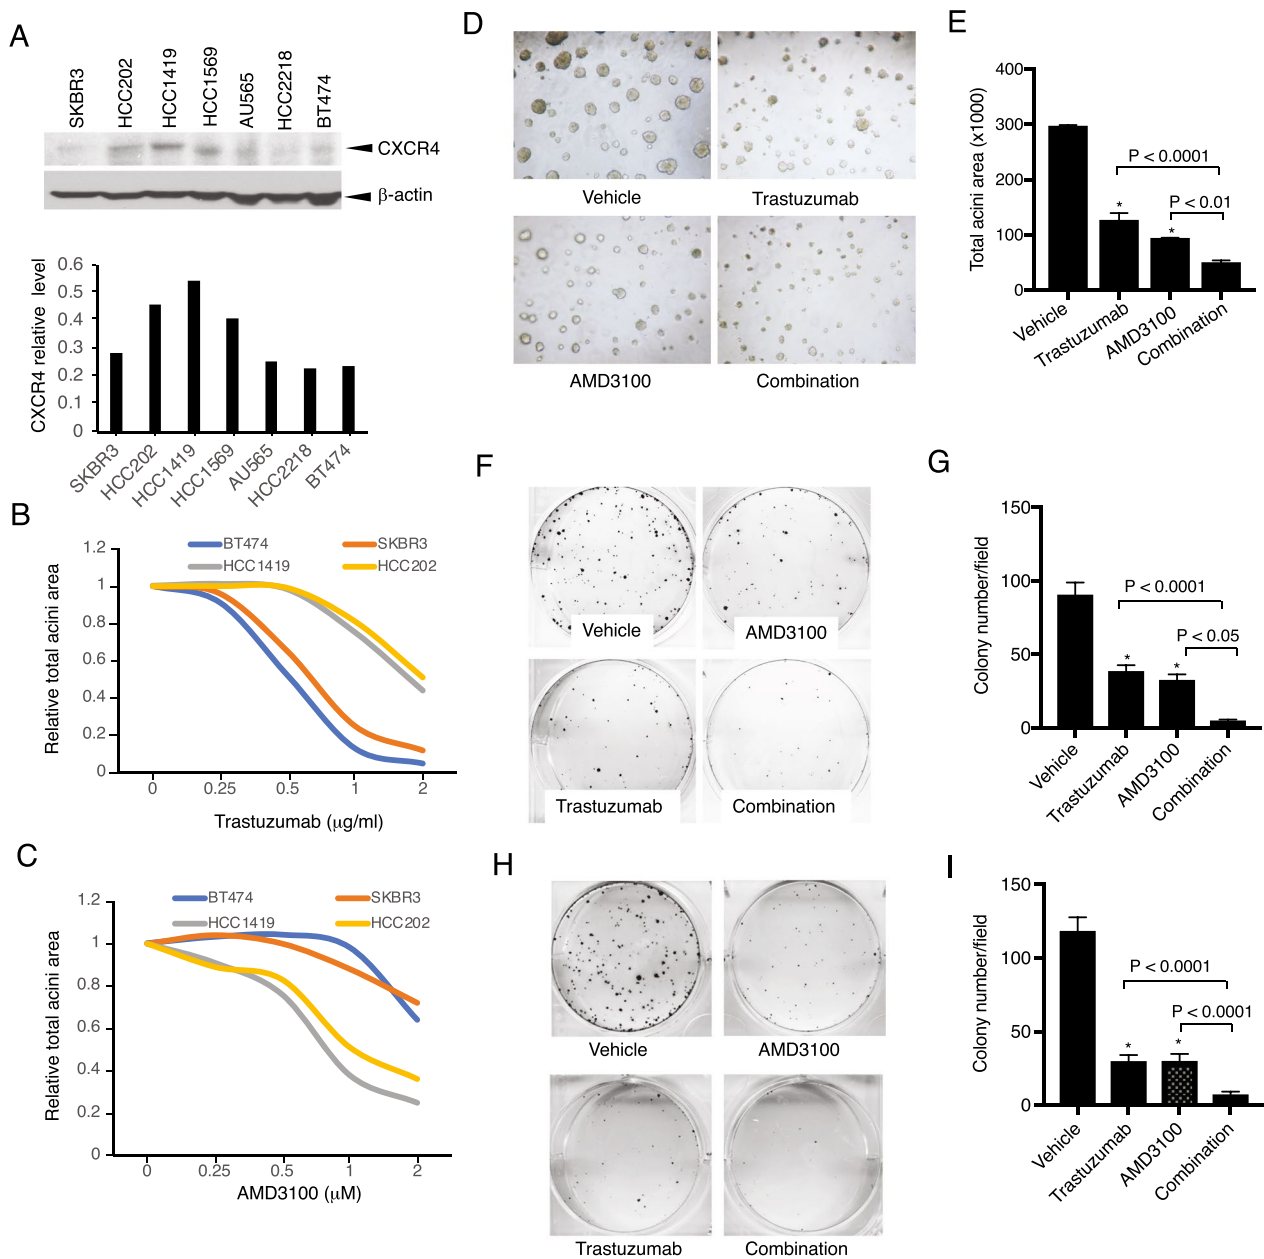 A
SKBR3
HCC202
HCC1419
HCC1569
AU565
HCC2218
BT474
CXCR4
β-actin
CXCR4 relative level
0.6
0.5
0.4
0.3
0.2
0.1
0
SKBR3
HCC202
HCC1419
HCC1569
AU565
HCC2218
BT474
B
BT474
SKBR3
HCC1419
HCC202
Relative total acini area
1.2
1
0.8
0.6
0.4
0.2
0
0 0.25 0.5 1 2
Trastuzumab (μg/ml)
C
BT474
SKBR3
HCC1419
HCC202
Relative total acini area
1.2
1
0.8
0.6
0.4
0.2
0
0 0.25 0.5 1 2
AMD3100 (μM)
D
Vehicle
Trastuzumab
AMD3100
Combination
E
Total acini area (x1000)
400
300
200
100
0
P < 0.0001
P < 0.01
*
*
Vehicle
Trastuzumab
AMD3100
Combination
F
Vehicle
AMD3100
Trastuzumab
Combination
G
Colony number/field
150
100
50
0
P < 0.0001
P < 0.05
*
*
Vehicle
Trastuzumab
AMD3100
Combination
H
Vehicle
AMD3100
Trastuzumab
Combination
I
Colony number/field
150
100
50
0
P < 0.0001
P < 0.0001
*
*
Vehicle
Trastuzumab
AMD3100
Combination